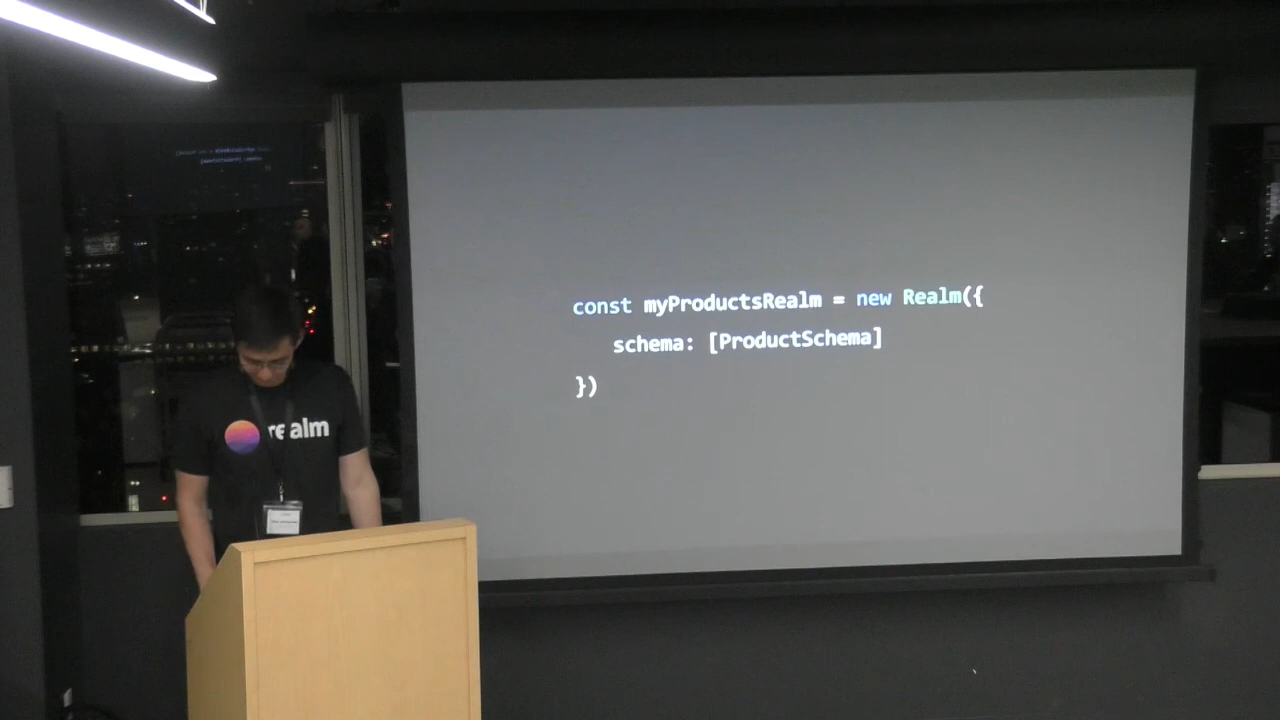 const myProductsRealm = new Realm({
schema: [ProductSchema]
})
realm